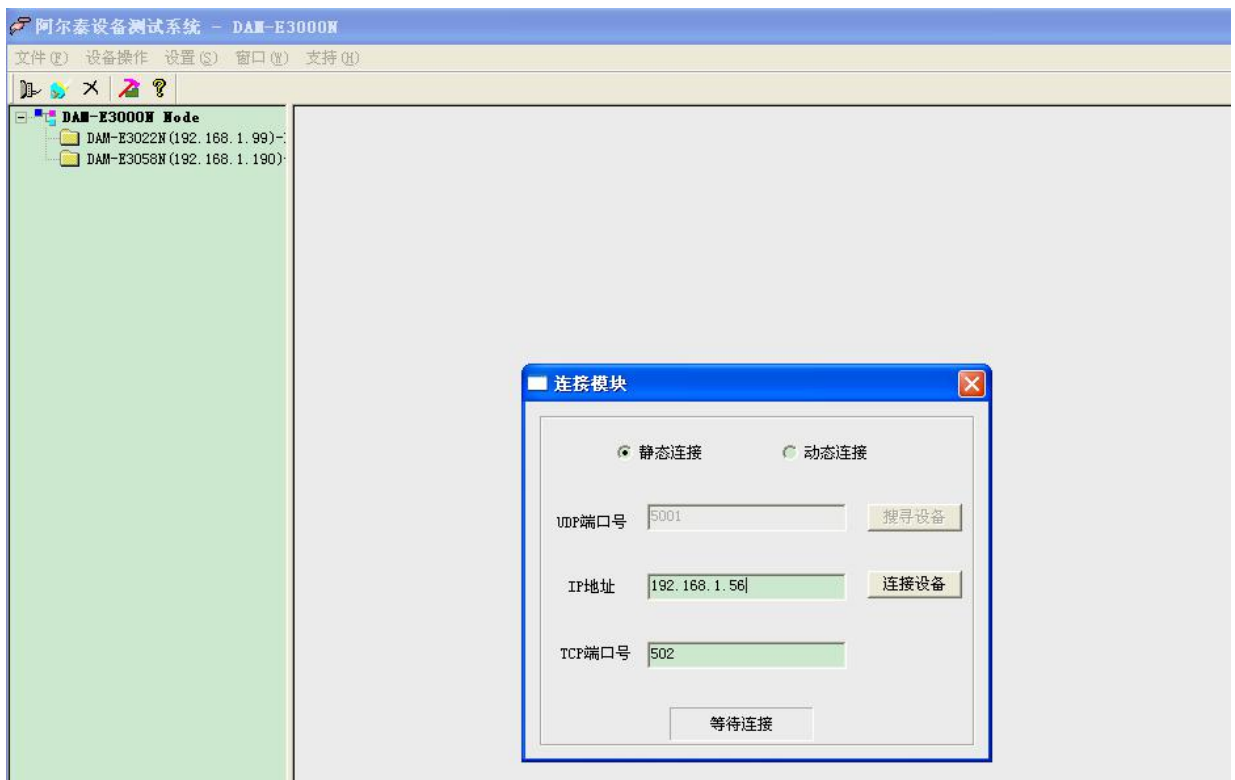 阿尔泰设备测试系统 - DAM-E3000N
文件(F) 设备操作 设置(S) 窗口(W) 支持(H)
DAM-E3000N Node
DAM-E3022N(192.168.1.99)-
DAM-E3058N(192.168.1.190)
连接模块
静态连接 动态连接
UDP端口号 5001 搜寻设备
IP地址 192.168.1.56 连接设备
TCP端口号 502
等待连接